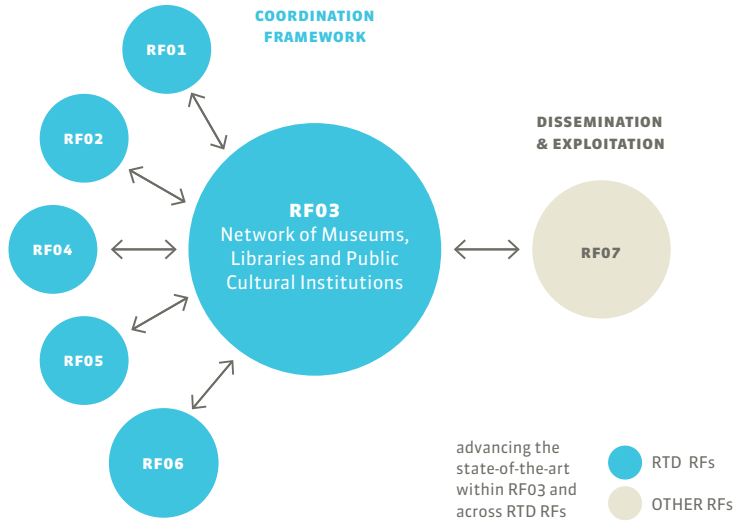 COORDINATION
FRAMEWORK
RF01
RF02
RF04
RF05
RF06
RF03
Network of Museums,
Libraries and Public
Cultural Institutions
DISSEMINATION
& EXPLOITATION
RF07
advancing the
state-of-the-art
within RF03 and
across RTD RFs
RTD RFs
OTHER RFs